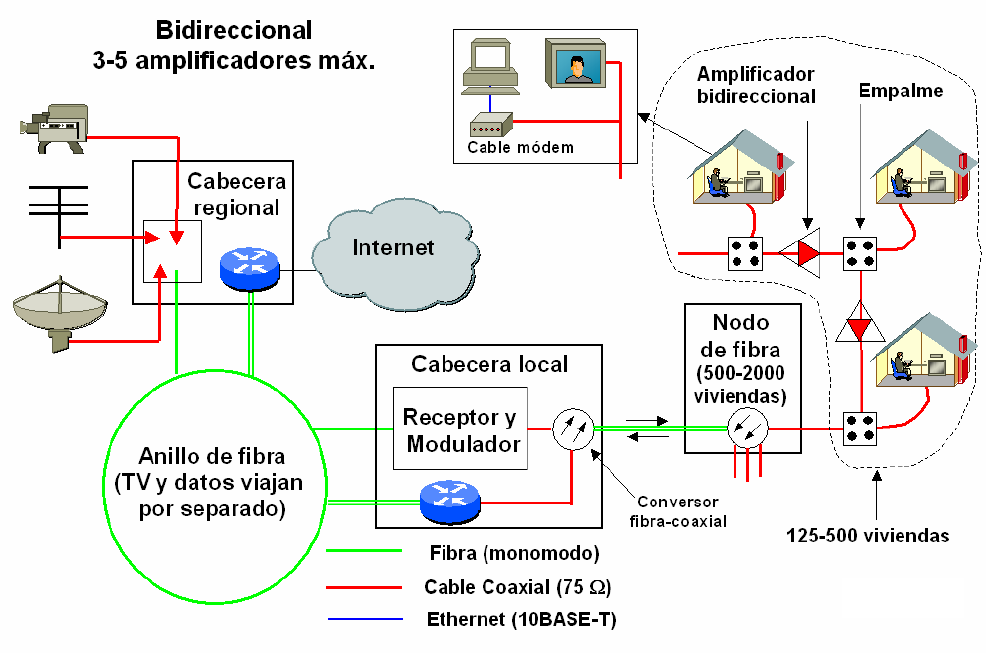 Bidireccional
3-5 amplificadores máx.
Cable módem
Amplificador
bidireccional
Empalme
Cabecera
regional
Internet
Nodo
de fibra
(500-2000
viviendas)
Cabecera local
Receptor y
Modulador
Anillo de fibra
(TV y datos viajan
por separado)
Conversor
fibra-coaxial
125-500 viviendas
Fibra (monomodo)
Cable Coaxial (75 Ω)
Ethernet (10BASE-T)